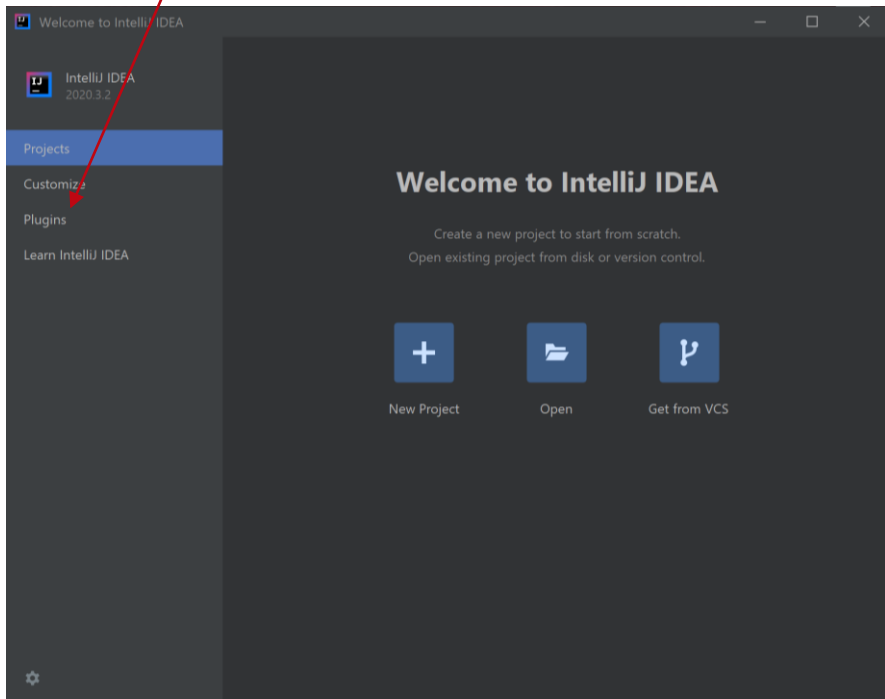 Welcome to IntelliJ IDEA
IntelliJ IDEA
2020.3.2
Projects
Customize
Plugins
Learn IntelliJ IDEA
Welcome to IntelliJ IDEA
Create a new project to start from scratch.
Open existing project from disk or version control.
New Project
Open
Get from VCS